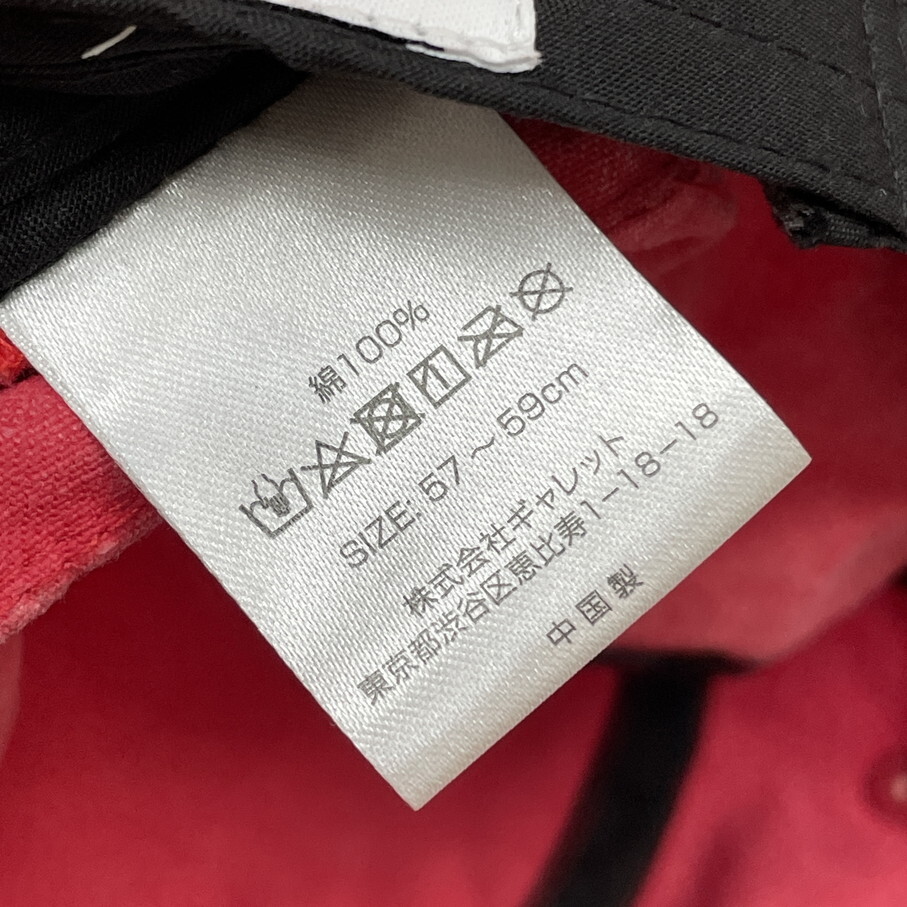 綿100%
SIZE: 57〜59cm
株式会社ギャレット
東京都渋谷区恵比寿1-18-18
中国製